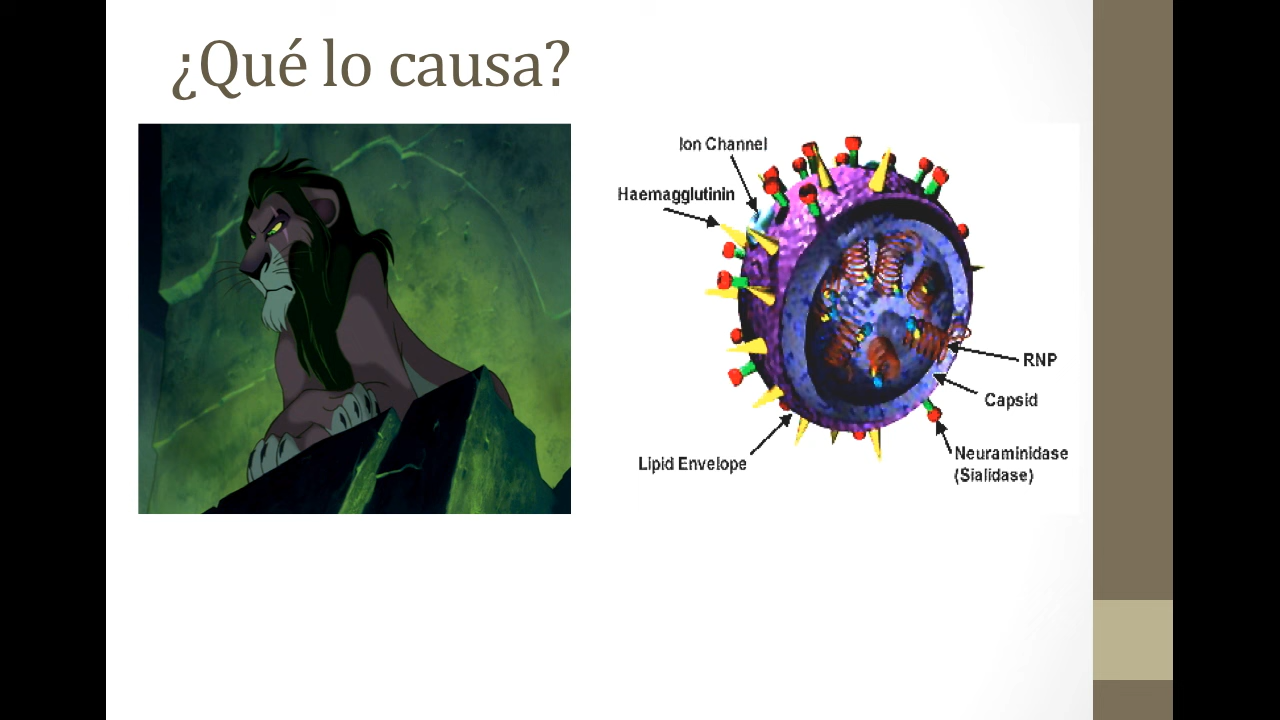 ¿Qué lo causa?
Ion Channel
Haemagglutinin
RNP
Capsid
Neuraminidase
(Sialidase)
Lipid Envelope